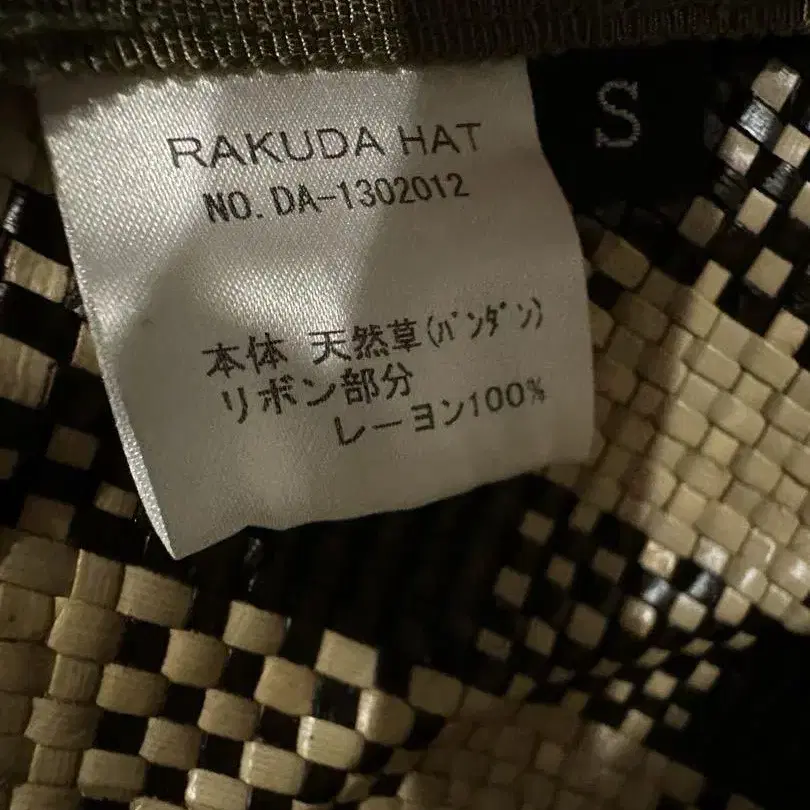 RAKUDA HAT
S
NO. DA-1302012
本体 天然草(パンダン)
リボン部分
レーヨン100%